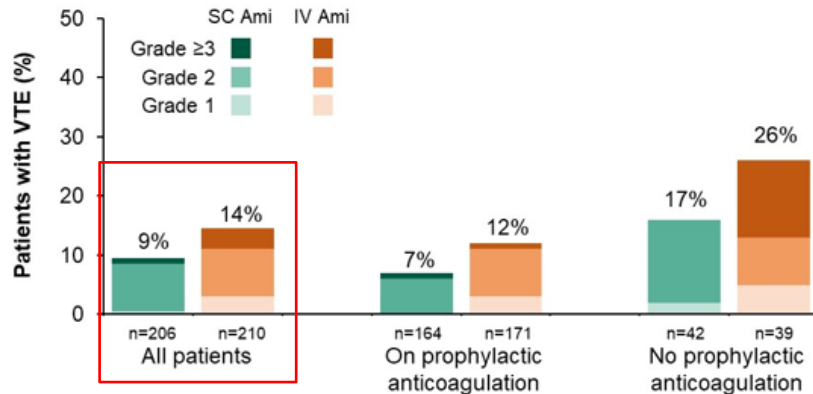 SC Ami IV Ami
Grade ≥3
Grade 2
Grade 1
Patients with VTE (%)
50
40
30
20
10
0
9%
14%
7%
12%
17%
26%
n=206 n=210 n=164 n=171 n=42 n=39
All patients On prophylactic No prophylactic
anticoagulation anticoagulation